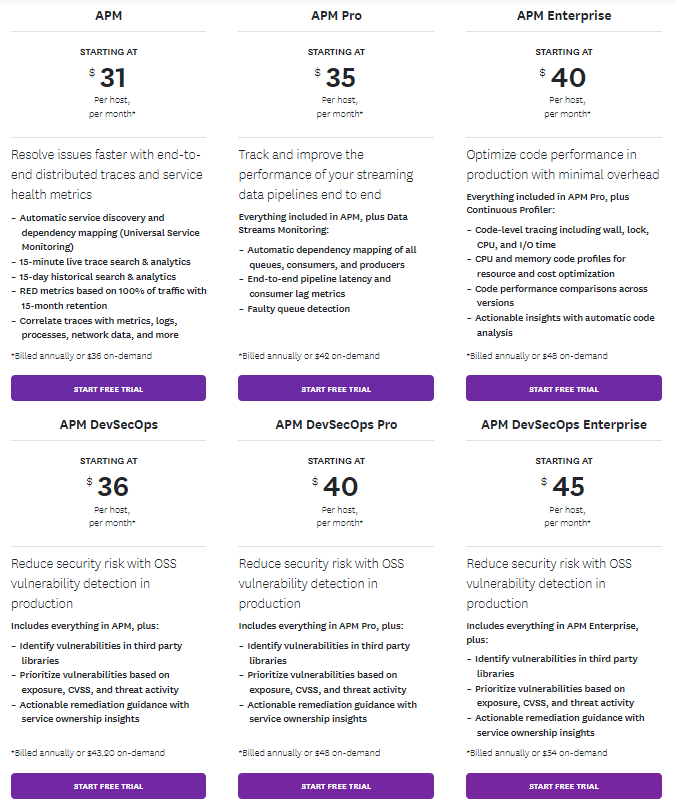 APM
STARTING AT
$ 31
Per host,
per month*
Resolve issues faster with end-to-
end distributed traces and service
health metrics
– Automatic service discovery and
dependency mapping (Universal Service
Monitoring)
– 15-minute live trace search & analytics
– 15-day historical search & analytics
– RED metrics based on 100% of traffic with
15-month retention
– Correlate traces with metrics, logs,
processes, network data, and more
*Billed annually or $36 on-demand
START FREE TRIAL
APM Pro
STARTING AT
$ 35
Per host,
per month*
Track and improve the
performance of your streaming
data pipelines end to end
Everything included in APM, plus Data
Streams Monitoring:
– Automatic dependency mapping of all
queues, consumers, and producers
– End-to-end pipeline latency and
consumer lag metrics
– Faulty queue detection
*Billed annually or $42 on-demand
START FREE TRIAL
APM Enterprise
STARTING AT
$ 40
Per host,
per month*
Optimize code performance in
production with minimal overhead
Everything included in APM Pro, plus
Continuous Profiler:
– Code-level tracing including wall, lock,
CPU, and I/O time
– CPU and memory code profiles for
resource and cost optimization
– Code performance comparisons across
versions
– Actionable insights with automatic code
analysis
*Billed annually or $48 on-demand
START FREE TRIAL
APM DevSecOps
STARTING AT
$ 36
Per host,
per month*
Reduce security risk with OSS
vulnerability detection in
production
Includes everything in APM, plus:
– Identify vulnerabilities in third party
libraries
– Prioritize vulnerabilities based on
exposure, CVSS, and threat activity
– Actionable remediation guidance with
service ownership insights
*Billed annually or $43.20 on-demand
START FREE TRIAL
APM DevSecOps Pro
STARTING AT
$ 40
Per host,
per month*
Reduce security risk with OSS
vulnerability detection in
production
Includes everything in APM Pro, plus:
– Identify vulnerabilities in third party
libraries
– Prioritize vulnerabilities based on
exposure, CVSS, and threat activity
– Actionable remediation guidance with
service ownership insights
*Billed annually or $48 on-demand
START FREE TRIAL
APM DevSecOps Enterprise
STARTING AT
$ 45
Per host,
per month*
Reduce security risk with OSS
vulnerability detection in
production
Includes everything in APM Enterprise,
plus:
– Identify vulnerabilities in third party
libraries
– Prioritize vulnerabilities based on
exposure, CVSS, and threat activity
– Actionable remediation guidance with
service ownership insights
*Billed annually or $54 on-demand
START FREE TRIAL